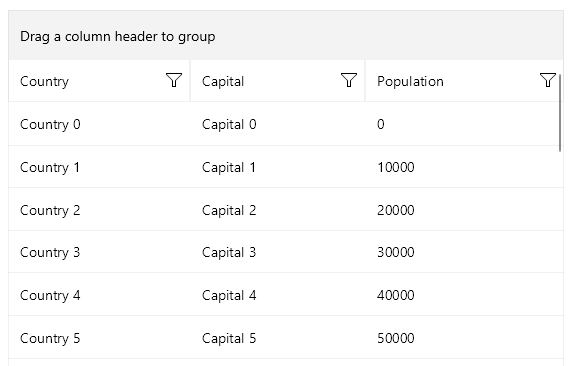 Drag a column header to group
Country Capital Population
Country 0 Capital 0 0
Country 1 Capital 1 10000
Country 2 Capital 2 20000
Country 3 Capital 3 30000
Country 4 Capital 4 40000
Country 5 Capital 5 50000